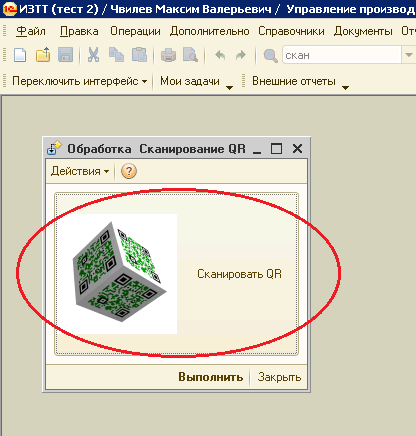 ИЗТТ (тест 2) / Чвилев Максим Валерьевич / Управление производ
Файл Правка Операции Дополнительно Справочники Документы От
скан
Переключить интерфейс Мои задачи Внешние отчеты
Обработка Сканирование QR
Действия ?
Сканировать QR
Выполнить Закрыть